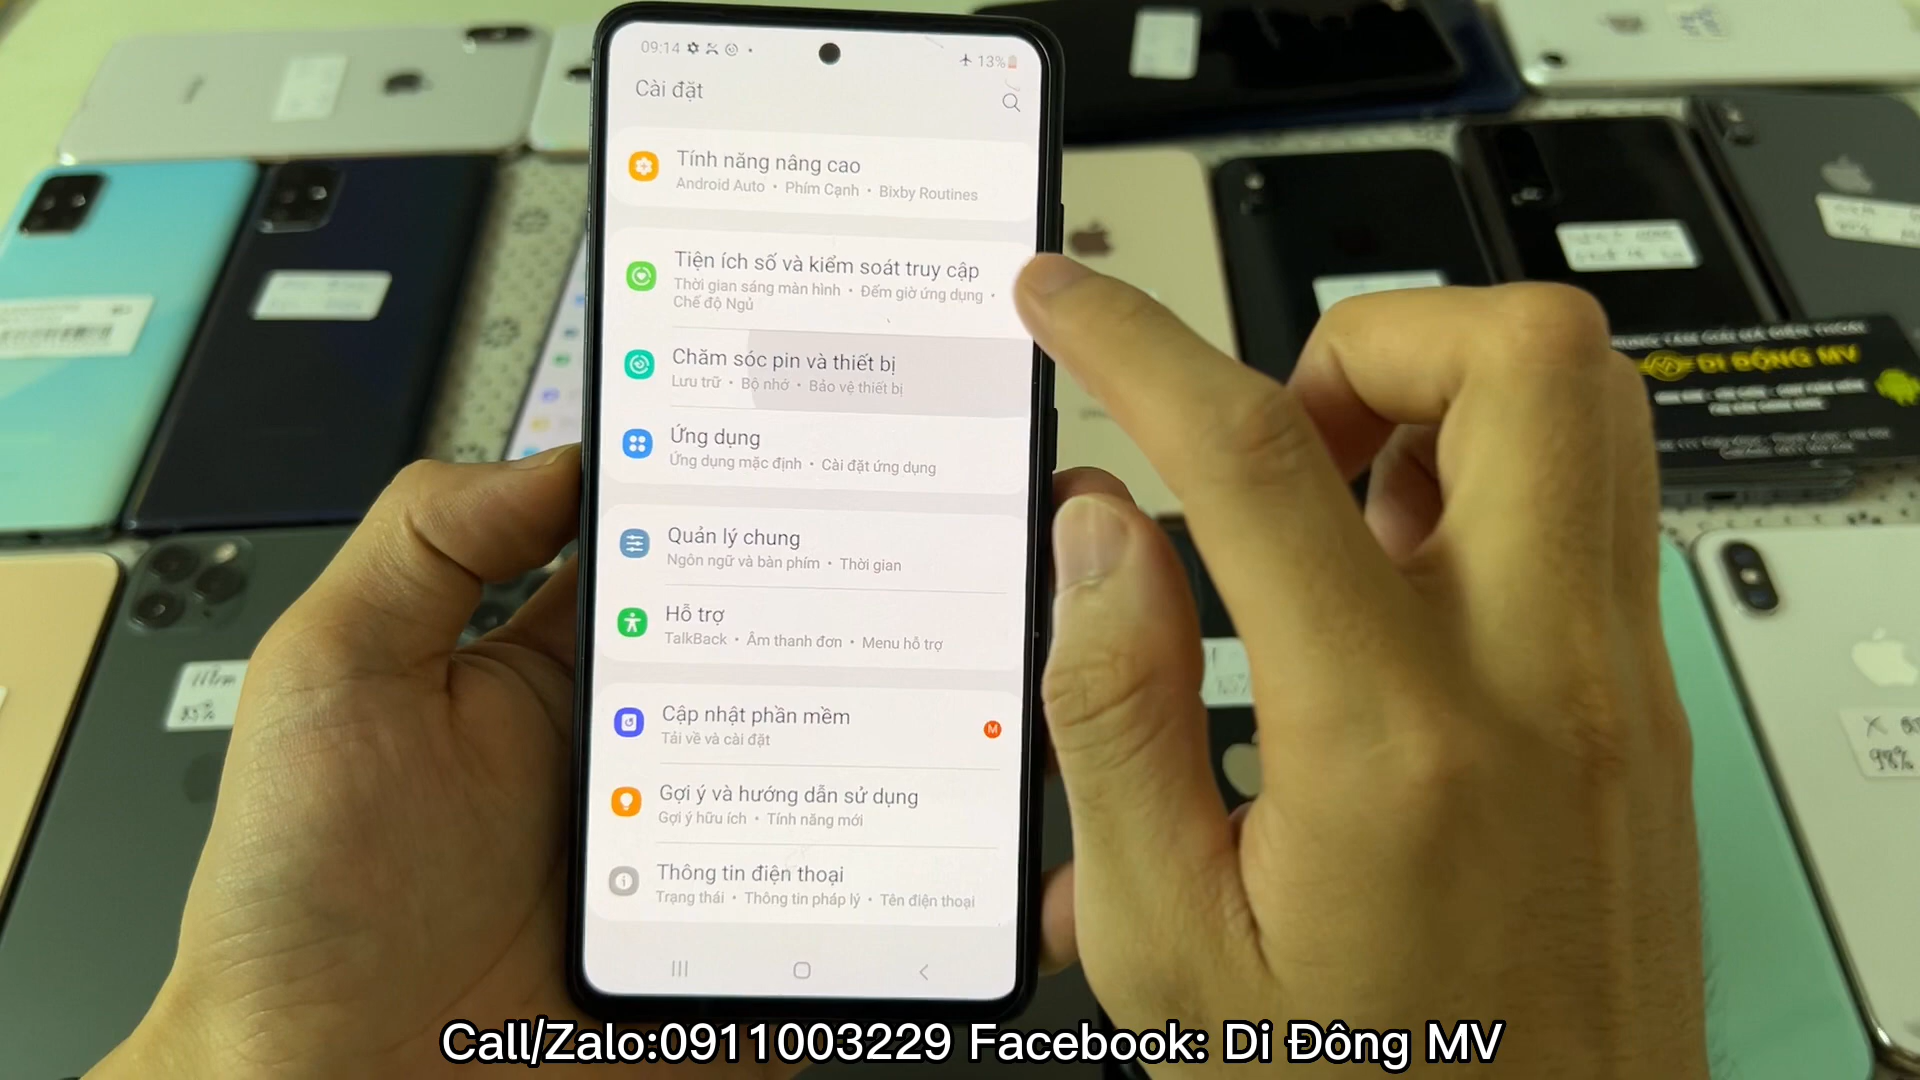 09:14
13%
Cài đặt
Tính năng nâng cao
Android Auto • Phím Cạnh • Bixby Routines
Tiện ích số và kiểm soát truy cập
Thời gian sáng màn hình • Đếm giờ ứng dụng •
Chế độ Ngủ
Chăm sóc pin và thiết bị
Lưu trữ • Bộ nhớ • Bảo vệ thiết bị
Ứng dụng
Ứng dụng mặc định • Cài đặt ứng dụng
Quản lý chung
Ngôn ngữ và bàn phím • Thời gian
Hỗ trợ
TalkBack • Âm thanh đơn • Menu hỗ trợ
Cập nhật phần mềm
M
Tải về và cài đặt
Gợi ý và hướng dẫn sử dụng
Gợi ý hữu ích • Tính năng mới
Thông tin điện thoại
Trạng thái • Thông tin pháp lý • Tên điện thoại
DI ĐỘNG MV
X
98%
85%
Call/Zalo:0911003229 Facebook: Di Đông MV